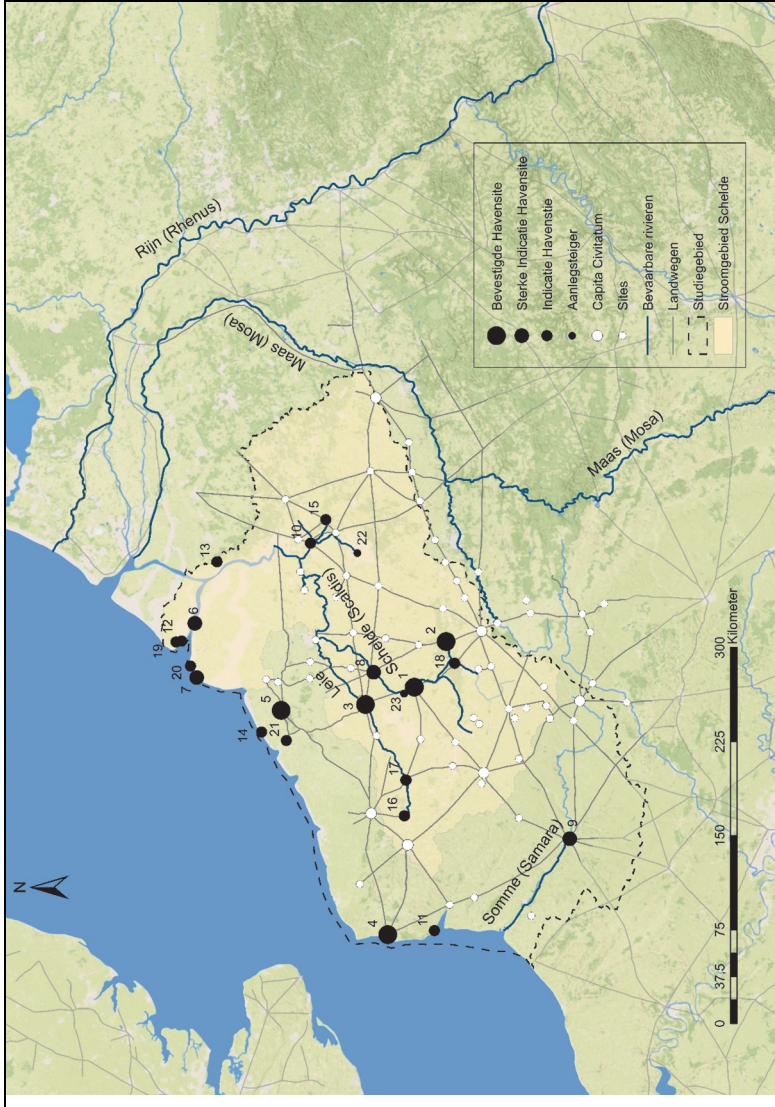 N
Rijn (Rhenus)
Maas (Mosa)
19
12
6
13
20
7
14
5
21
10
15
22
Leie
Schelde (Scaldis)
3
8
23
1
2
18
16
17
4
11
Somme (Samara)
9
Maas (Mosa)
Bevestigde Havensite
Sterke Indicatie Havensite
Indicatie Havenstie
Aanlegsteiger
Capita Civitatum
Sites
Bevaarbare rivieren
Landwegen
Studiegebied
Stroomgebied Schelde
0 37.5 75 150 225 300
Kilometer